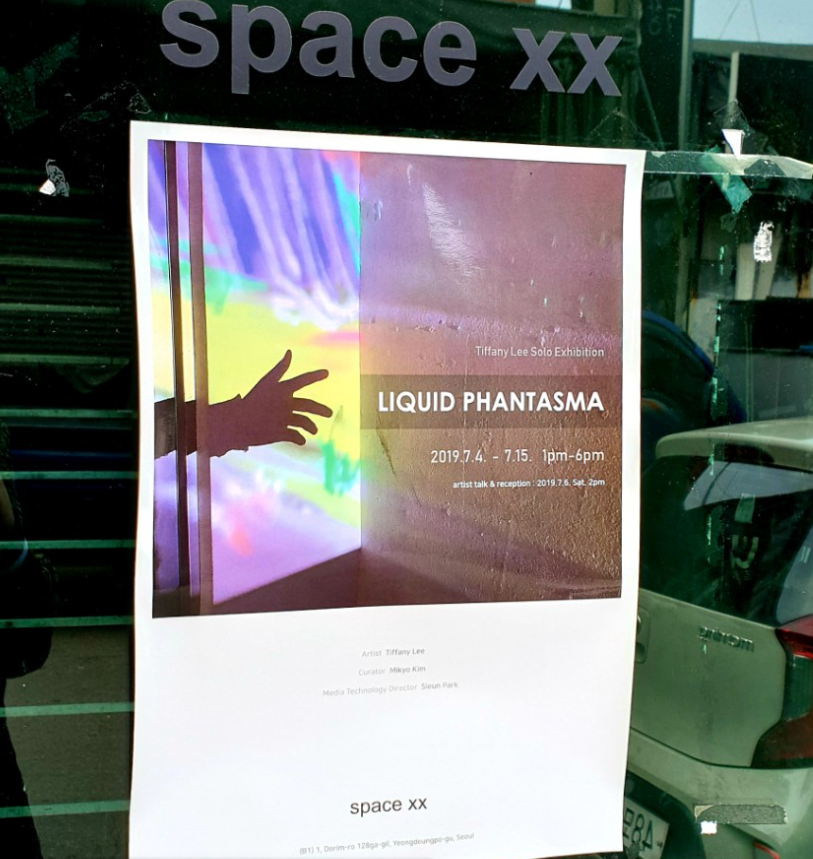 space xx
Tiffany Lee Solo Exhibition
LIQUID PHANTASMA
2019.7.4. - 7.15. 1pm-6pm
artist talk & reception : 2019.7.6. Sat. 2pm
Artist Tiffany Lee
Curator Mikyo Kim
Media Technology Director Sieun Park
space xx
(B1) 1, Dorim-ro 128ga-gil, Yeongdeungpo-gu, Seoul